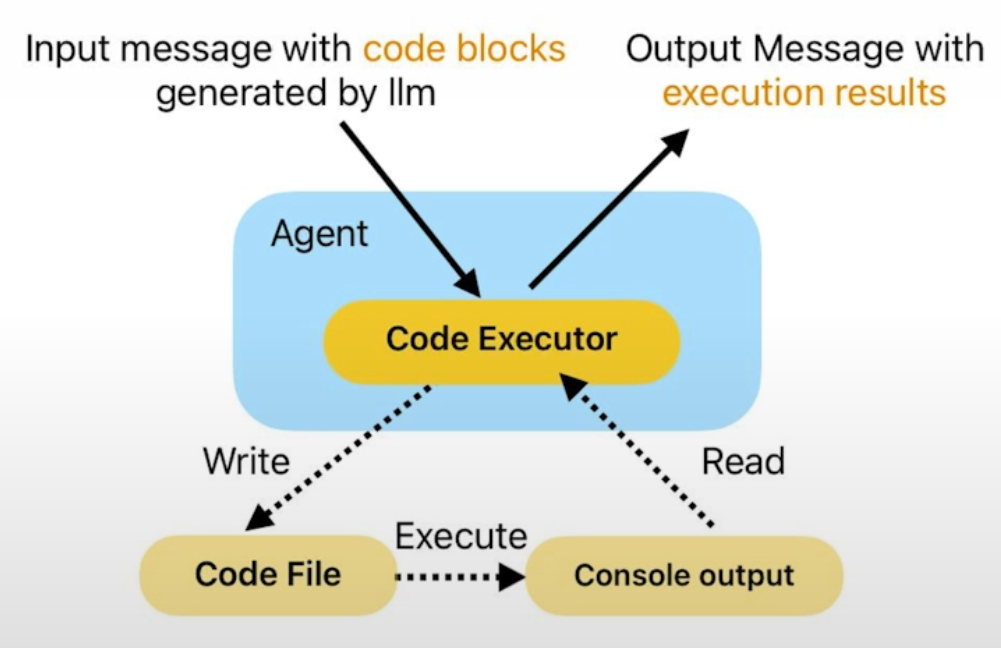 Input message with code blocks
generated by llm
Output Message with
execution results
Agent
Code Executor
Write
Read
Execute
Code File
Console output